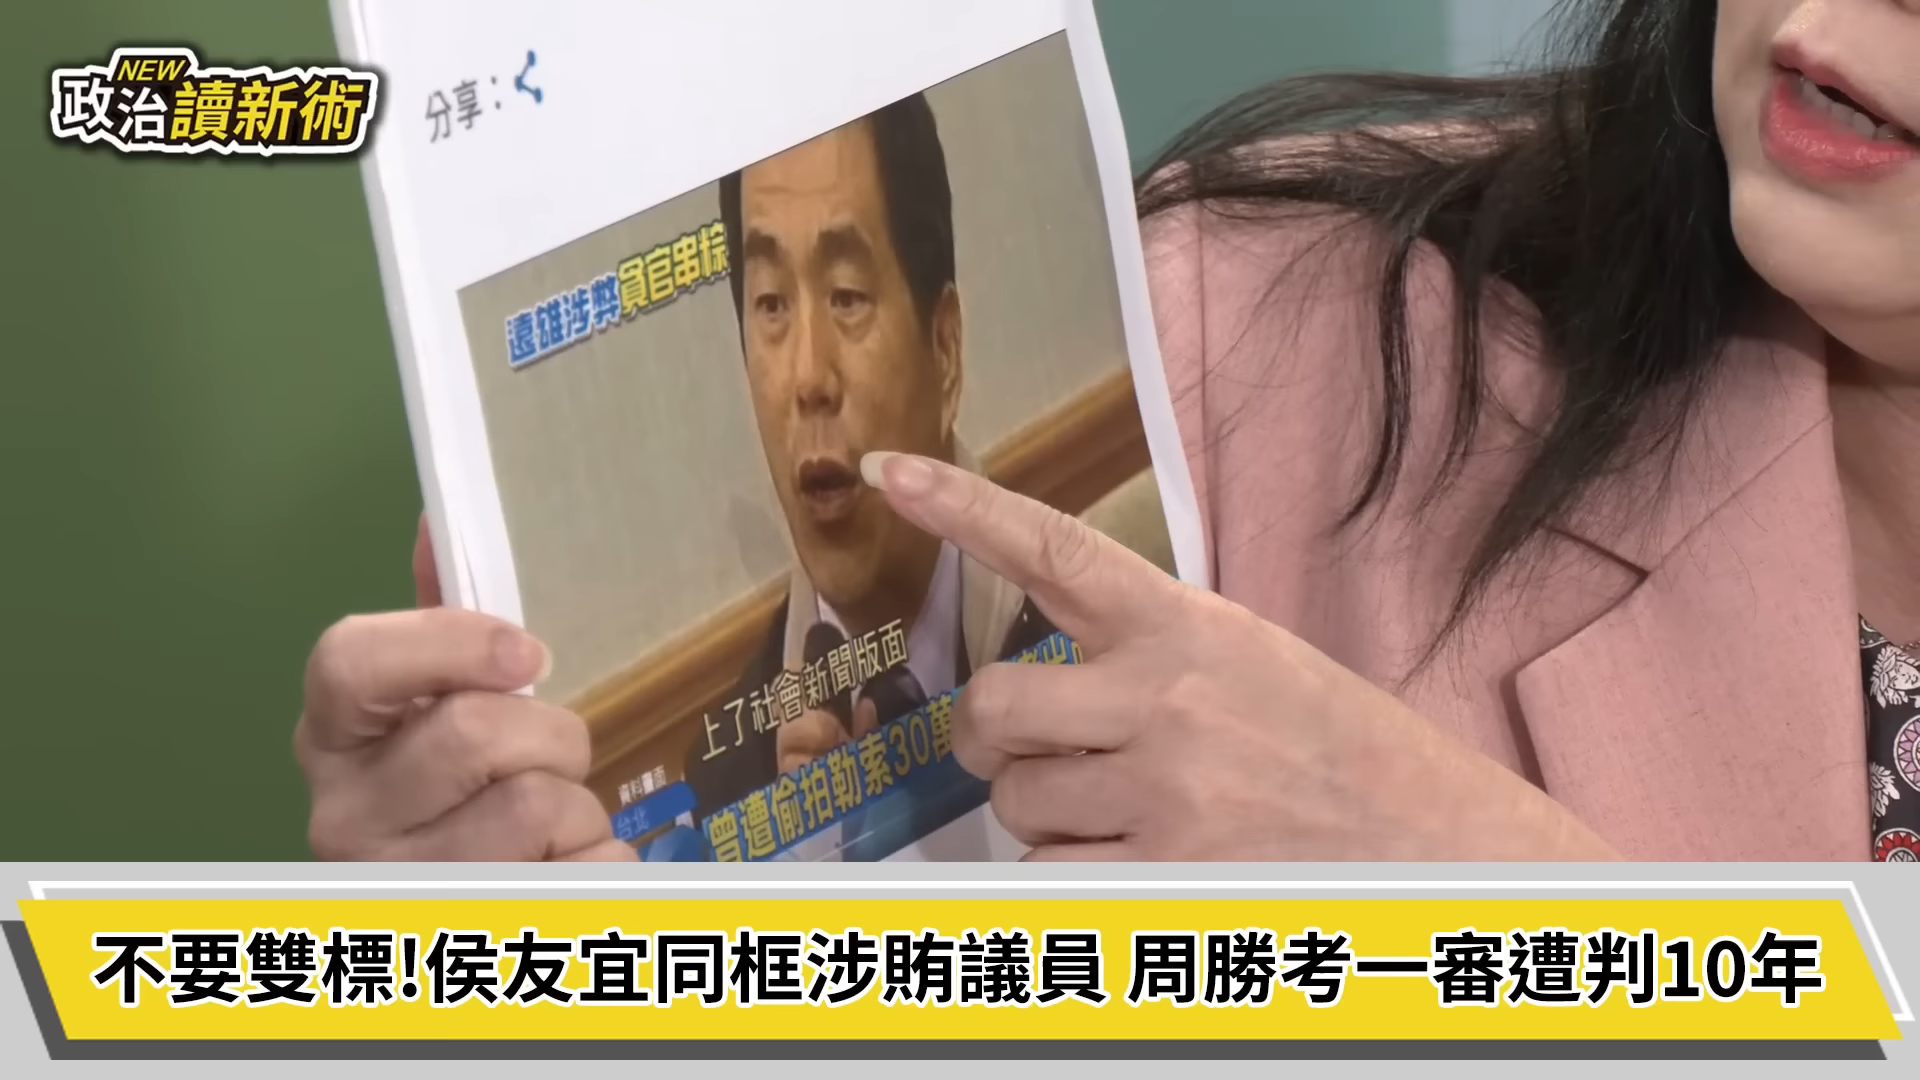 NEW
政治讀新術
分享：
遠雄涉弊貪官串粽
上了社會新聞版面
資料畫面
台北
曾遭偷拍勒索30萬
不要雙標!侯友宜同框涉賄議員 周勝考一審遭判10年